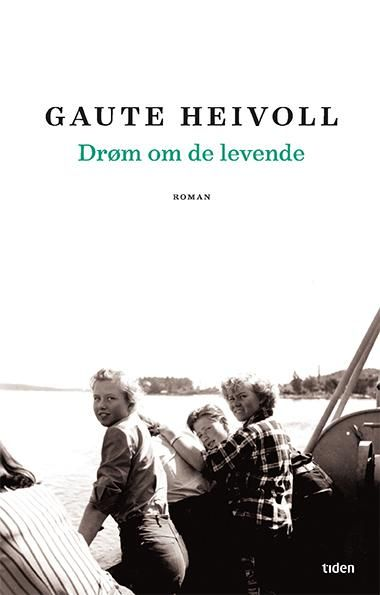 GAUTE HEIVOLL
Drøm om de levende
ROMAN
tiden